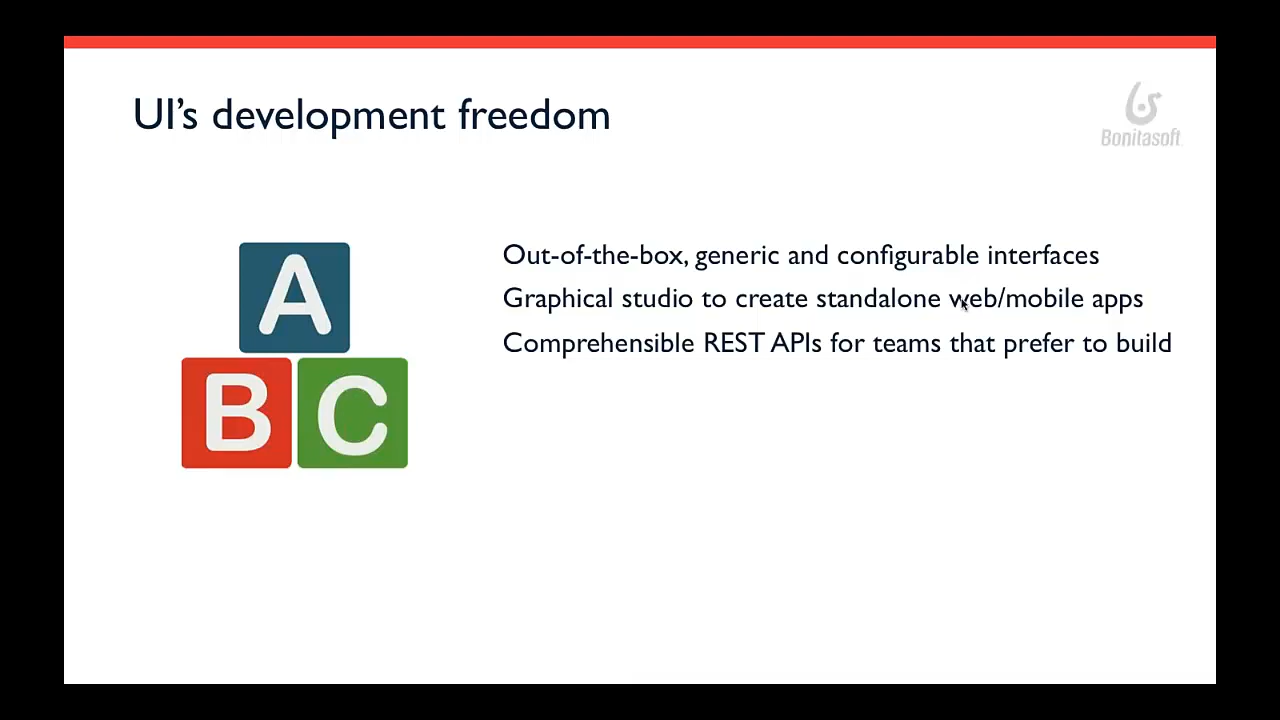 UI's development freedom
Bonitasoft
A
B C
Out-of-the-box, generic and configurable interfaces
Graphical studio to create standalone web/mobile apps
Comprehensible REST APIs for teams that prefer to build